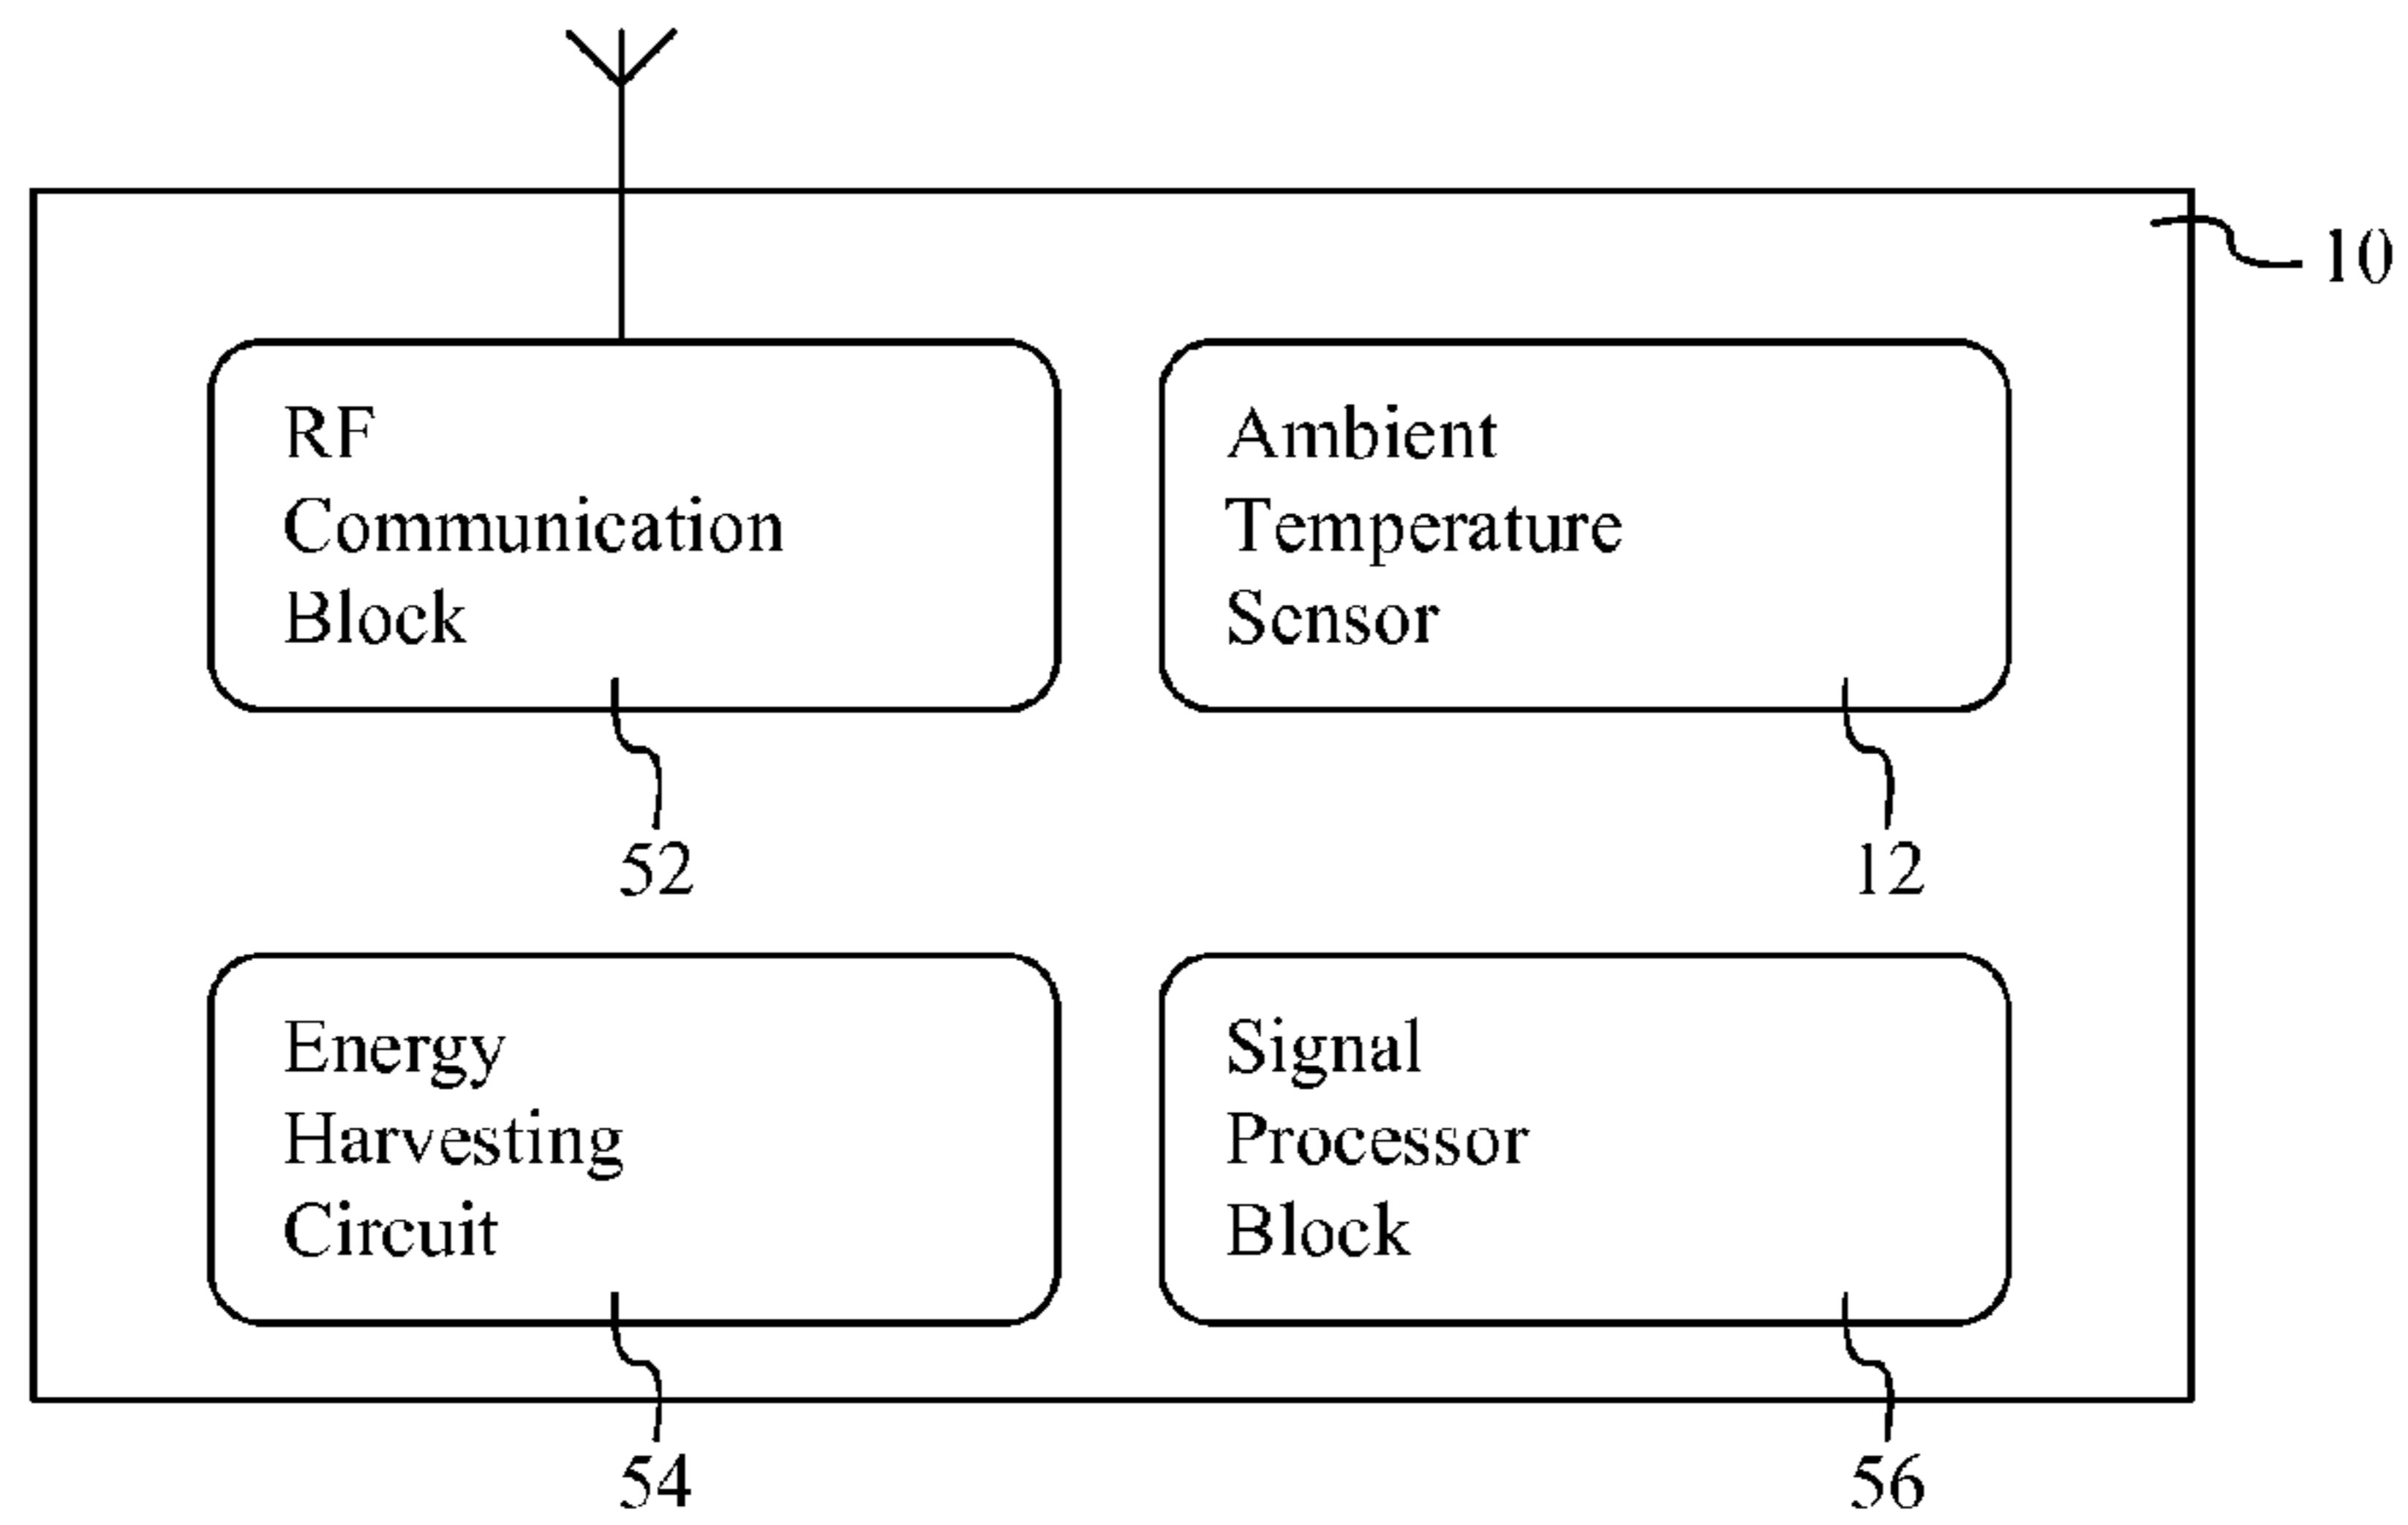 10
RF
Communication
Block
52
Ambient
Temperature
Sensor
12
Energy
Harvesting
Circuit
54
Signal
Processor
Block
56